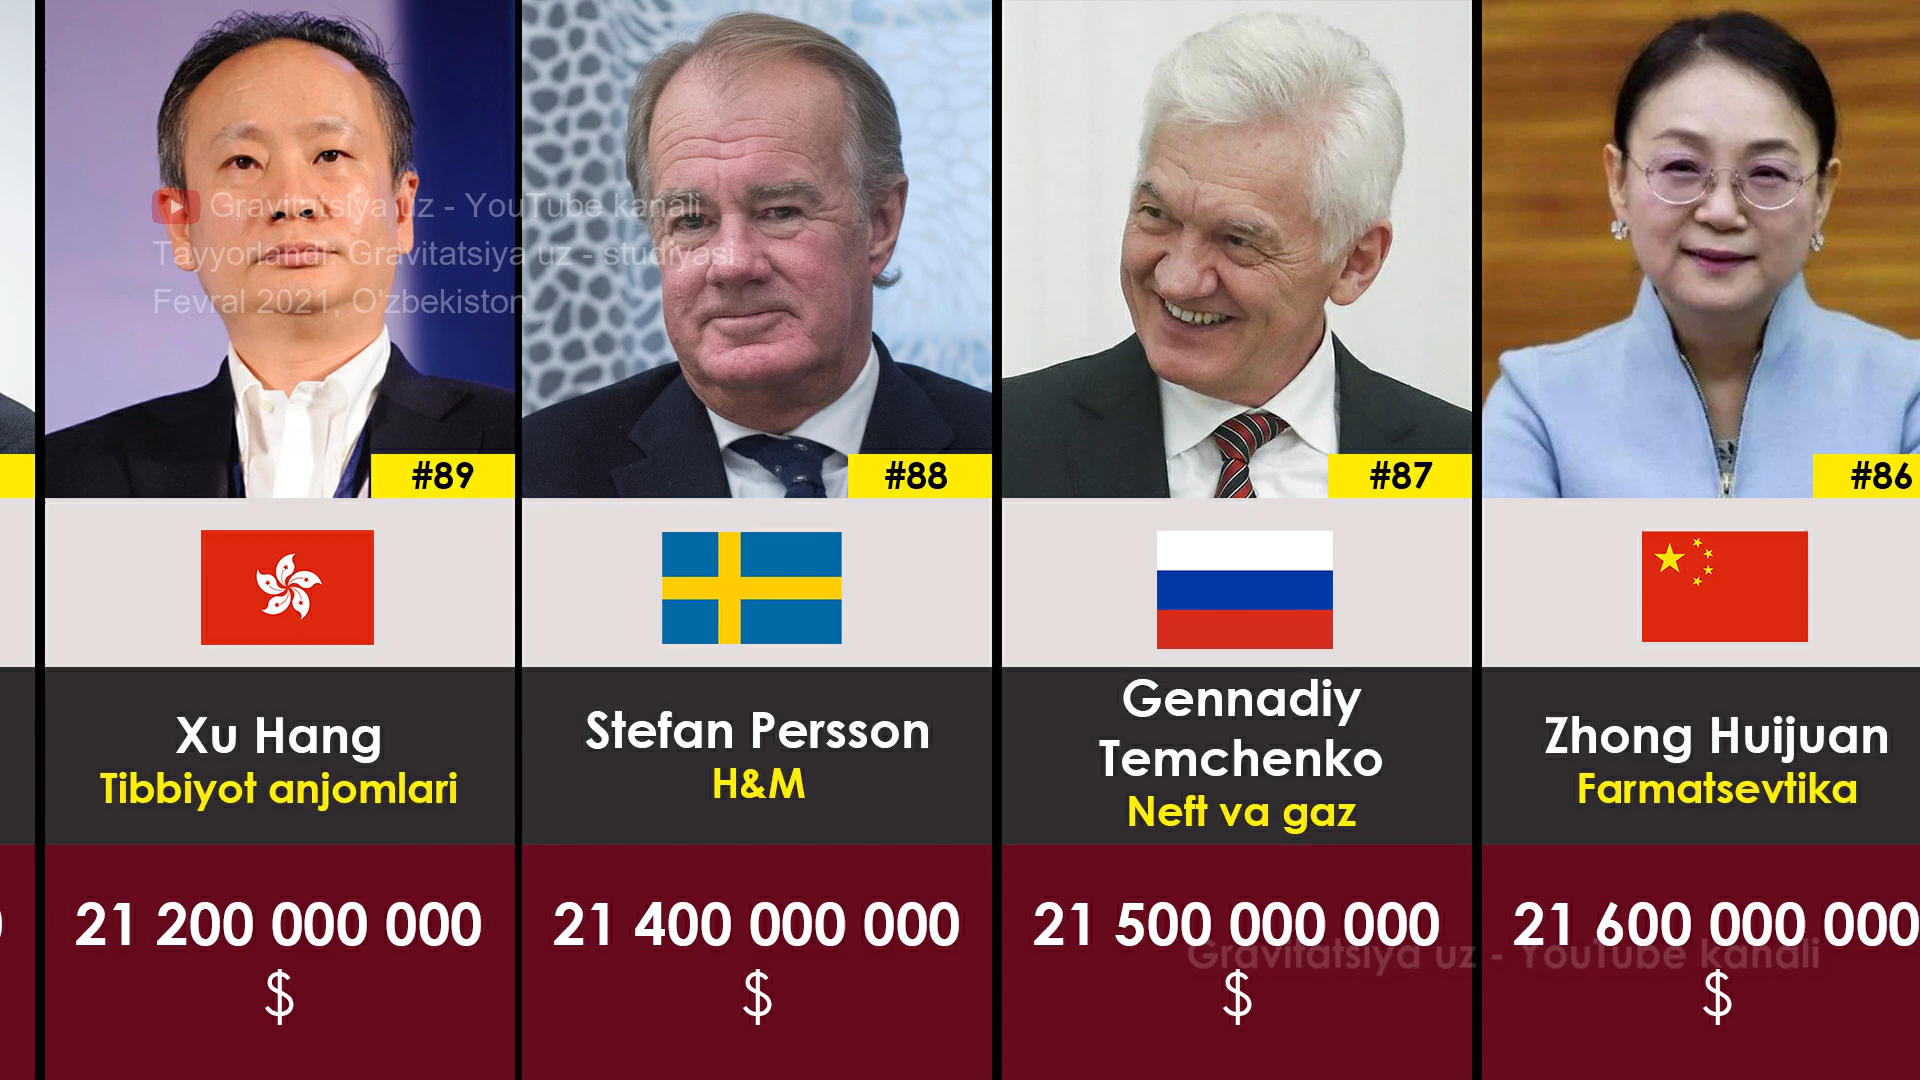 Gravitatsiya uz - YouTube kanali
Tayyorlandi: Gravitatsiya uz - studiyasi
Fevral 2021, O'zbekiston
#89
#88
#87
#86
Xu Hang
Tibbiyot anjomlari
Stefan Persson
H&M
Gennadiy
Temchenko
Neft va gaz
Zhong Huijuan
Farmatsevtika
0
21 200 000 000
$
21 400 000 000
$
21 500 000 000
$
21 600 000 000
$
Gravitatsiya uz - YouTube kanali